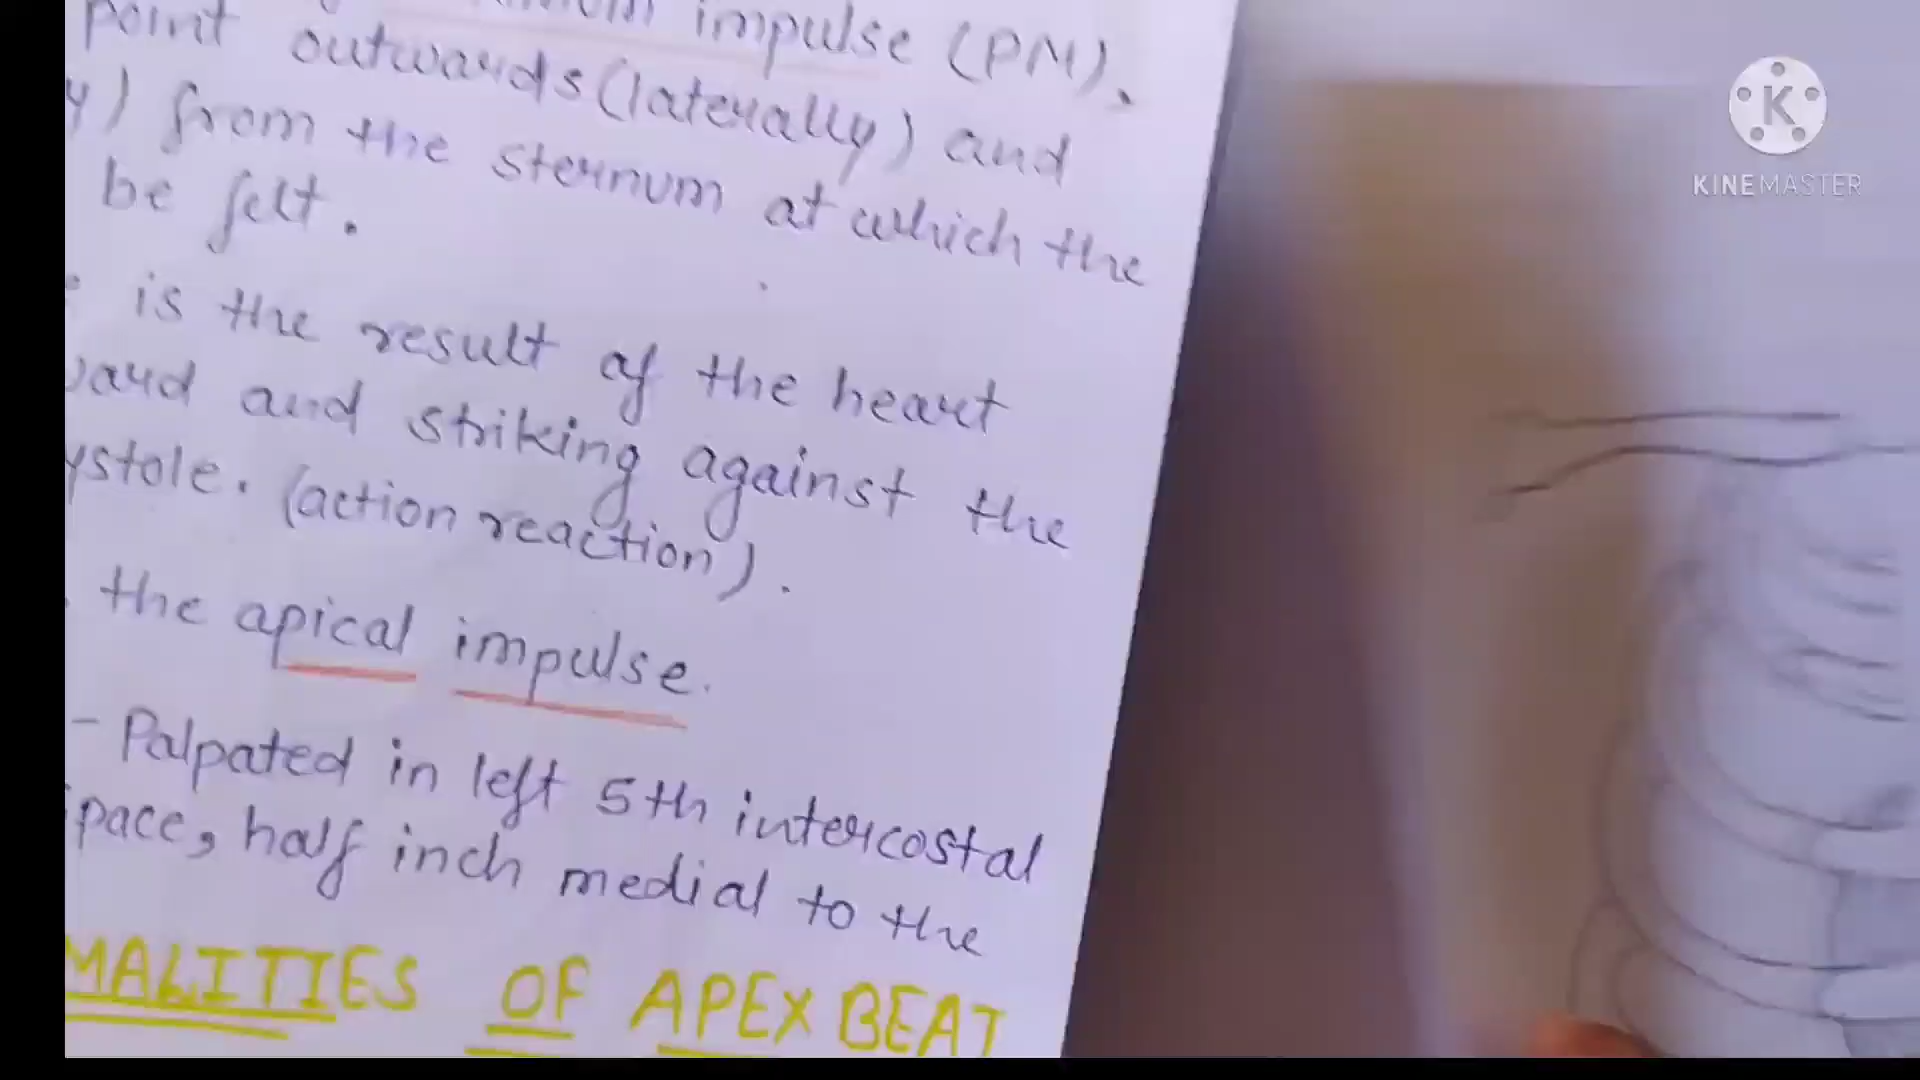 impulse (PM).
point outwards (laterally) and
y) from the sternum at which the
be felt.
is the result of the heart
ward and striking against the
ystole. (action reaction).
the apical impulse.
- Palpated in left 5th intercostal
space, half inch medial to the
MALITIES OF APEX BEAT
K
KINEMASTER